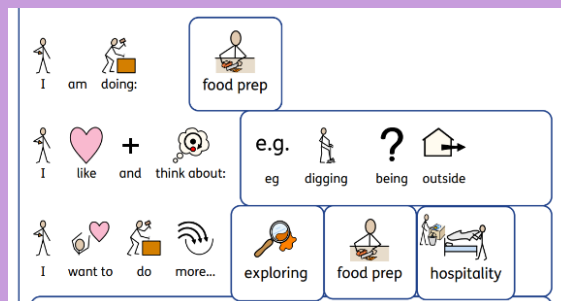 I am doing: food prep
e.g.
I like and think about: eg digging being outside
I want to do more... exploring food prep hospitality